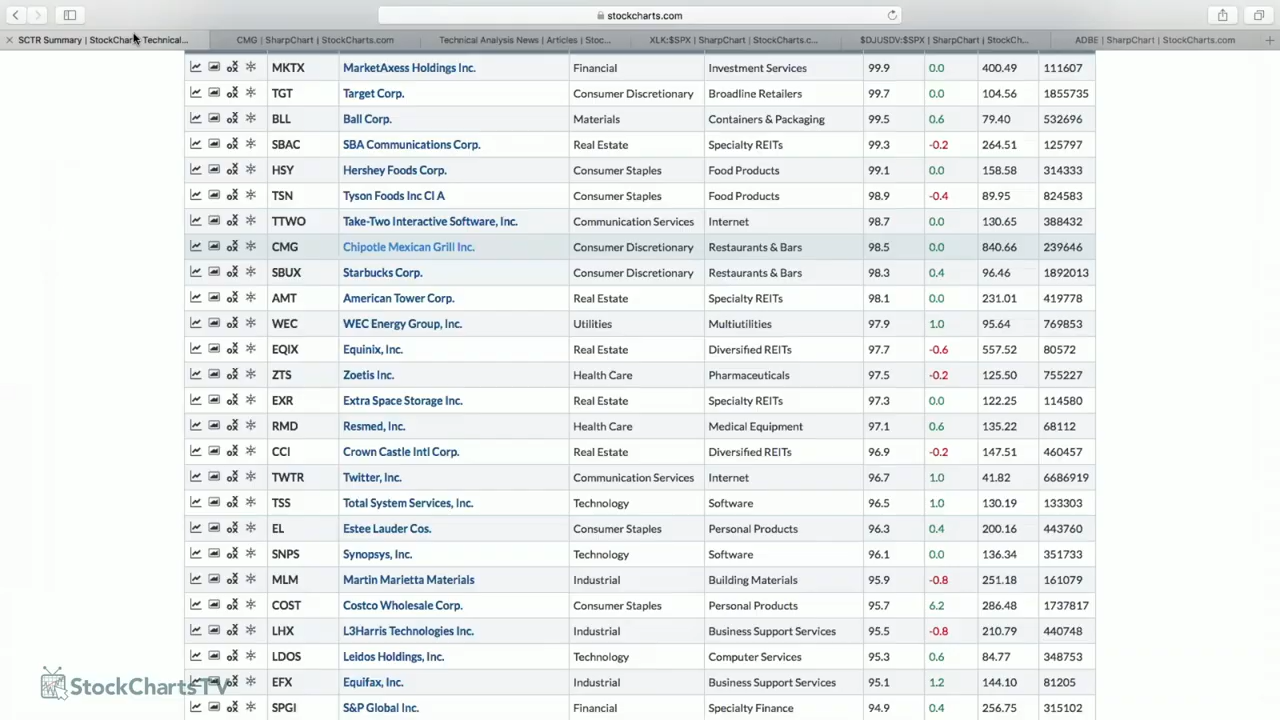 stockcharts.com
SCTR Summary | StockCharts Technical... CMG | SharpChart | StockCharts.com Technical Analysis News | Articles | Stoc... XLK:$SPX | SharpChart | StockCharts.c... $DJUSDV:$SPX | SharpChart | StockCh... ADBE | SharpChart | StockCharts.com
MKTX MarketAxess Holdings Inc. Financial Investment Services 99.9 0.0 400.49 111607
TGT Target Corp. Consumer Discretionary Broadline Retailers 99.7 0.0 104.56 1855735
BLL Ball Corp. Materials Containers & Packaging 99.5 0.6 79.40 532696
SBAC SBA Communications Corp. Real Estate Specialty REITs 99.3 -0.2 264.51 125797
HSY Hershey Foods Corp. Consumer Staples Food Products 99.1 0.0 158.58 314333
TSN Tyson Foods Inc Cl A Consumer Staples Food Products 98.9 -0.4 89.95 824583
TTWO Take-Two Interactive Software, Inc. Communication Services Internet 98.7 0.0 130.65 388432
CMG Chipotle Mexican Grill Inc. Consumer Discretionary Restaurants & Bars 98.5 0.0 840.66 239646
SBUX Starbucks Corp. Consumer Discretionary Restaurants & Bars 98.3 0.4 96.46 1892013
AMT American Tower Corp. Real Estate Specialty REITs 98.1 0.0 231.01 419778
WEC WEC Energy Group, Inc. Utilities Multiutilities 97.9 1.0 95.64 769853
EQIX Equinix, Inc. Real Estate Diversified REITs 97.7 -0.6 557.52 80572
ZTS Zoetis Inc. Health Care Pharmaceuticals 97.5 -0.2 125.50 755227
EXR Extra Space Storage Inc. Real Estate Specialty REITs 97.3 0.0 122.25 114580
RMD Resmed, Inc. Health Care Medical Equipment 97.1 0.6 135.22 68112
CCI Crown Castle Intl Corp. Real Estate Diversified REITs 96.9 -0.2 147.51 460457
TWTR Twitter, Inc. Communication Services Internet 96.7 1.0 41.82 6686919
TSS Total System Services, Inc. Technology Software 96.5 1.0 130.19 133303
EL Estee Lauder Cos. Consumer Staples Personal Products 96.3 0.4 200.16 443760
SNPS Synopsys, Inc. Technology Software 96.1 0.0 136.34 351733
MLM Martin Marietta Materials Industrial Building Materials 95.9 -0.8 251.18 161079
COST Costco Wholesale Corp. Consumer Staples Personal Products 95.7 6.2 286.48 1737817
LHX L3Harris Technologies Inc. Industrial Business Support Services 95.5 -0.8 210.79 440748
LDOS Leidos Holdings, Inc. Technology Computer Services 95.3 0.6 84.77 348753
EFX Equifax, Inc. Industrial Business Support Services 95.1 1.2 144.10 81205
SPGI S&P Global Inc. Financial Specialty Finance 94.9 0.4 256.75 315102
StockChartsTV